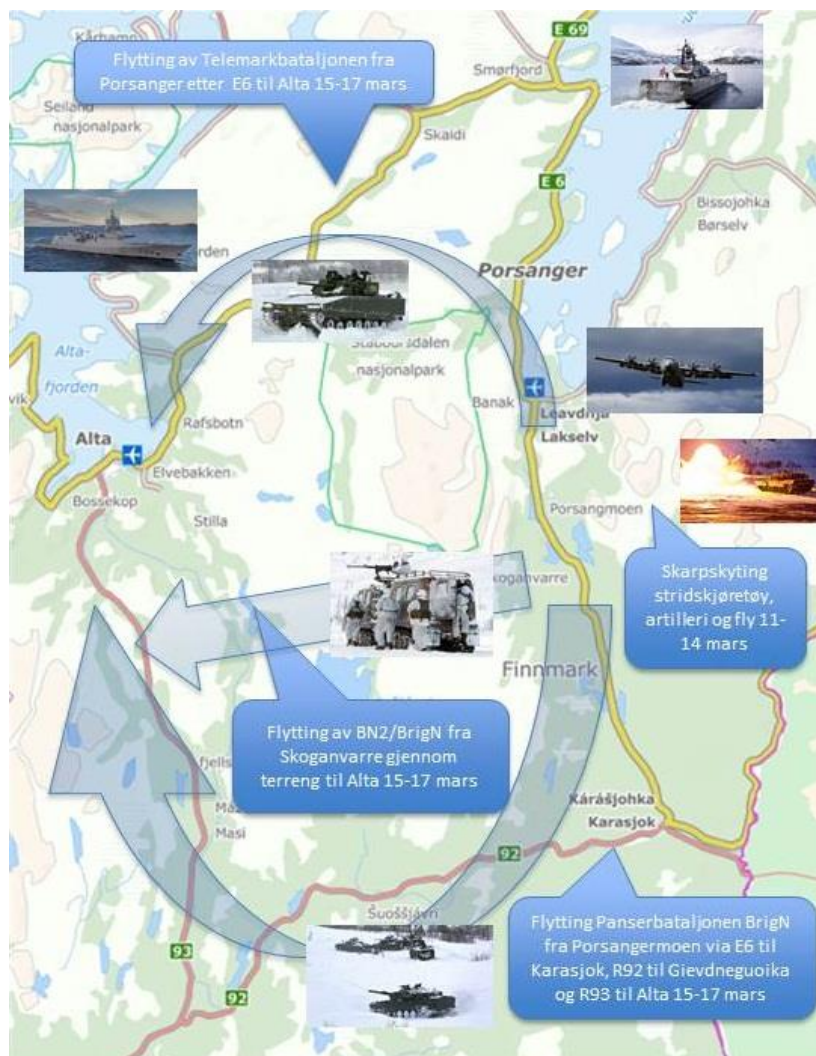 Kårhamn
E 69
Flytting av Telemarkbataljonen fra
Porsanger etter E6 til Alta 15-17 mars
Smørfjord
Seiland
nasjonalpark
Skaidi
E 6
Bissojohka
Børselv
Porsanger
Stabbursdalen
nasjonalpark
Alta-
fjorden
Banak
Leavdnja
Lakselv
Rafsbotn
Alta
Elvebakken
Bossekop
Stilla
Porsangmoen
Skoganvarre
Skarpskyting
stridskjøretøy,
artilleri og fly 11-
14 mars
Finnmark
Flytting av BN2/BrigN fra
Skoganvarre gjennom
terreng til Alta 15-17 mars
Masi
Kárášjohka
Karasjok
92
Šuoššjávri
Flytting Panserbataljonen BrigN
fra Porsangermoen via E6 til
Karasjok, R92 til Gievdneguoika
og R93 til Alta 15-17 mars
93
92